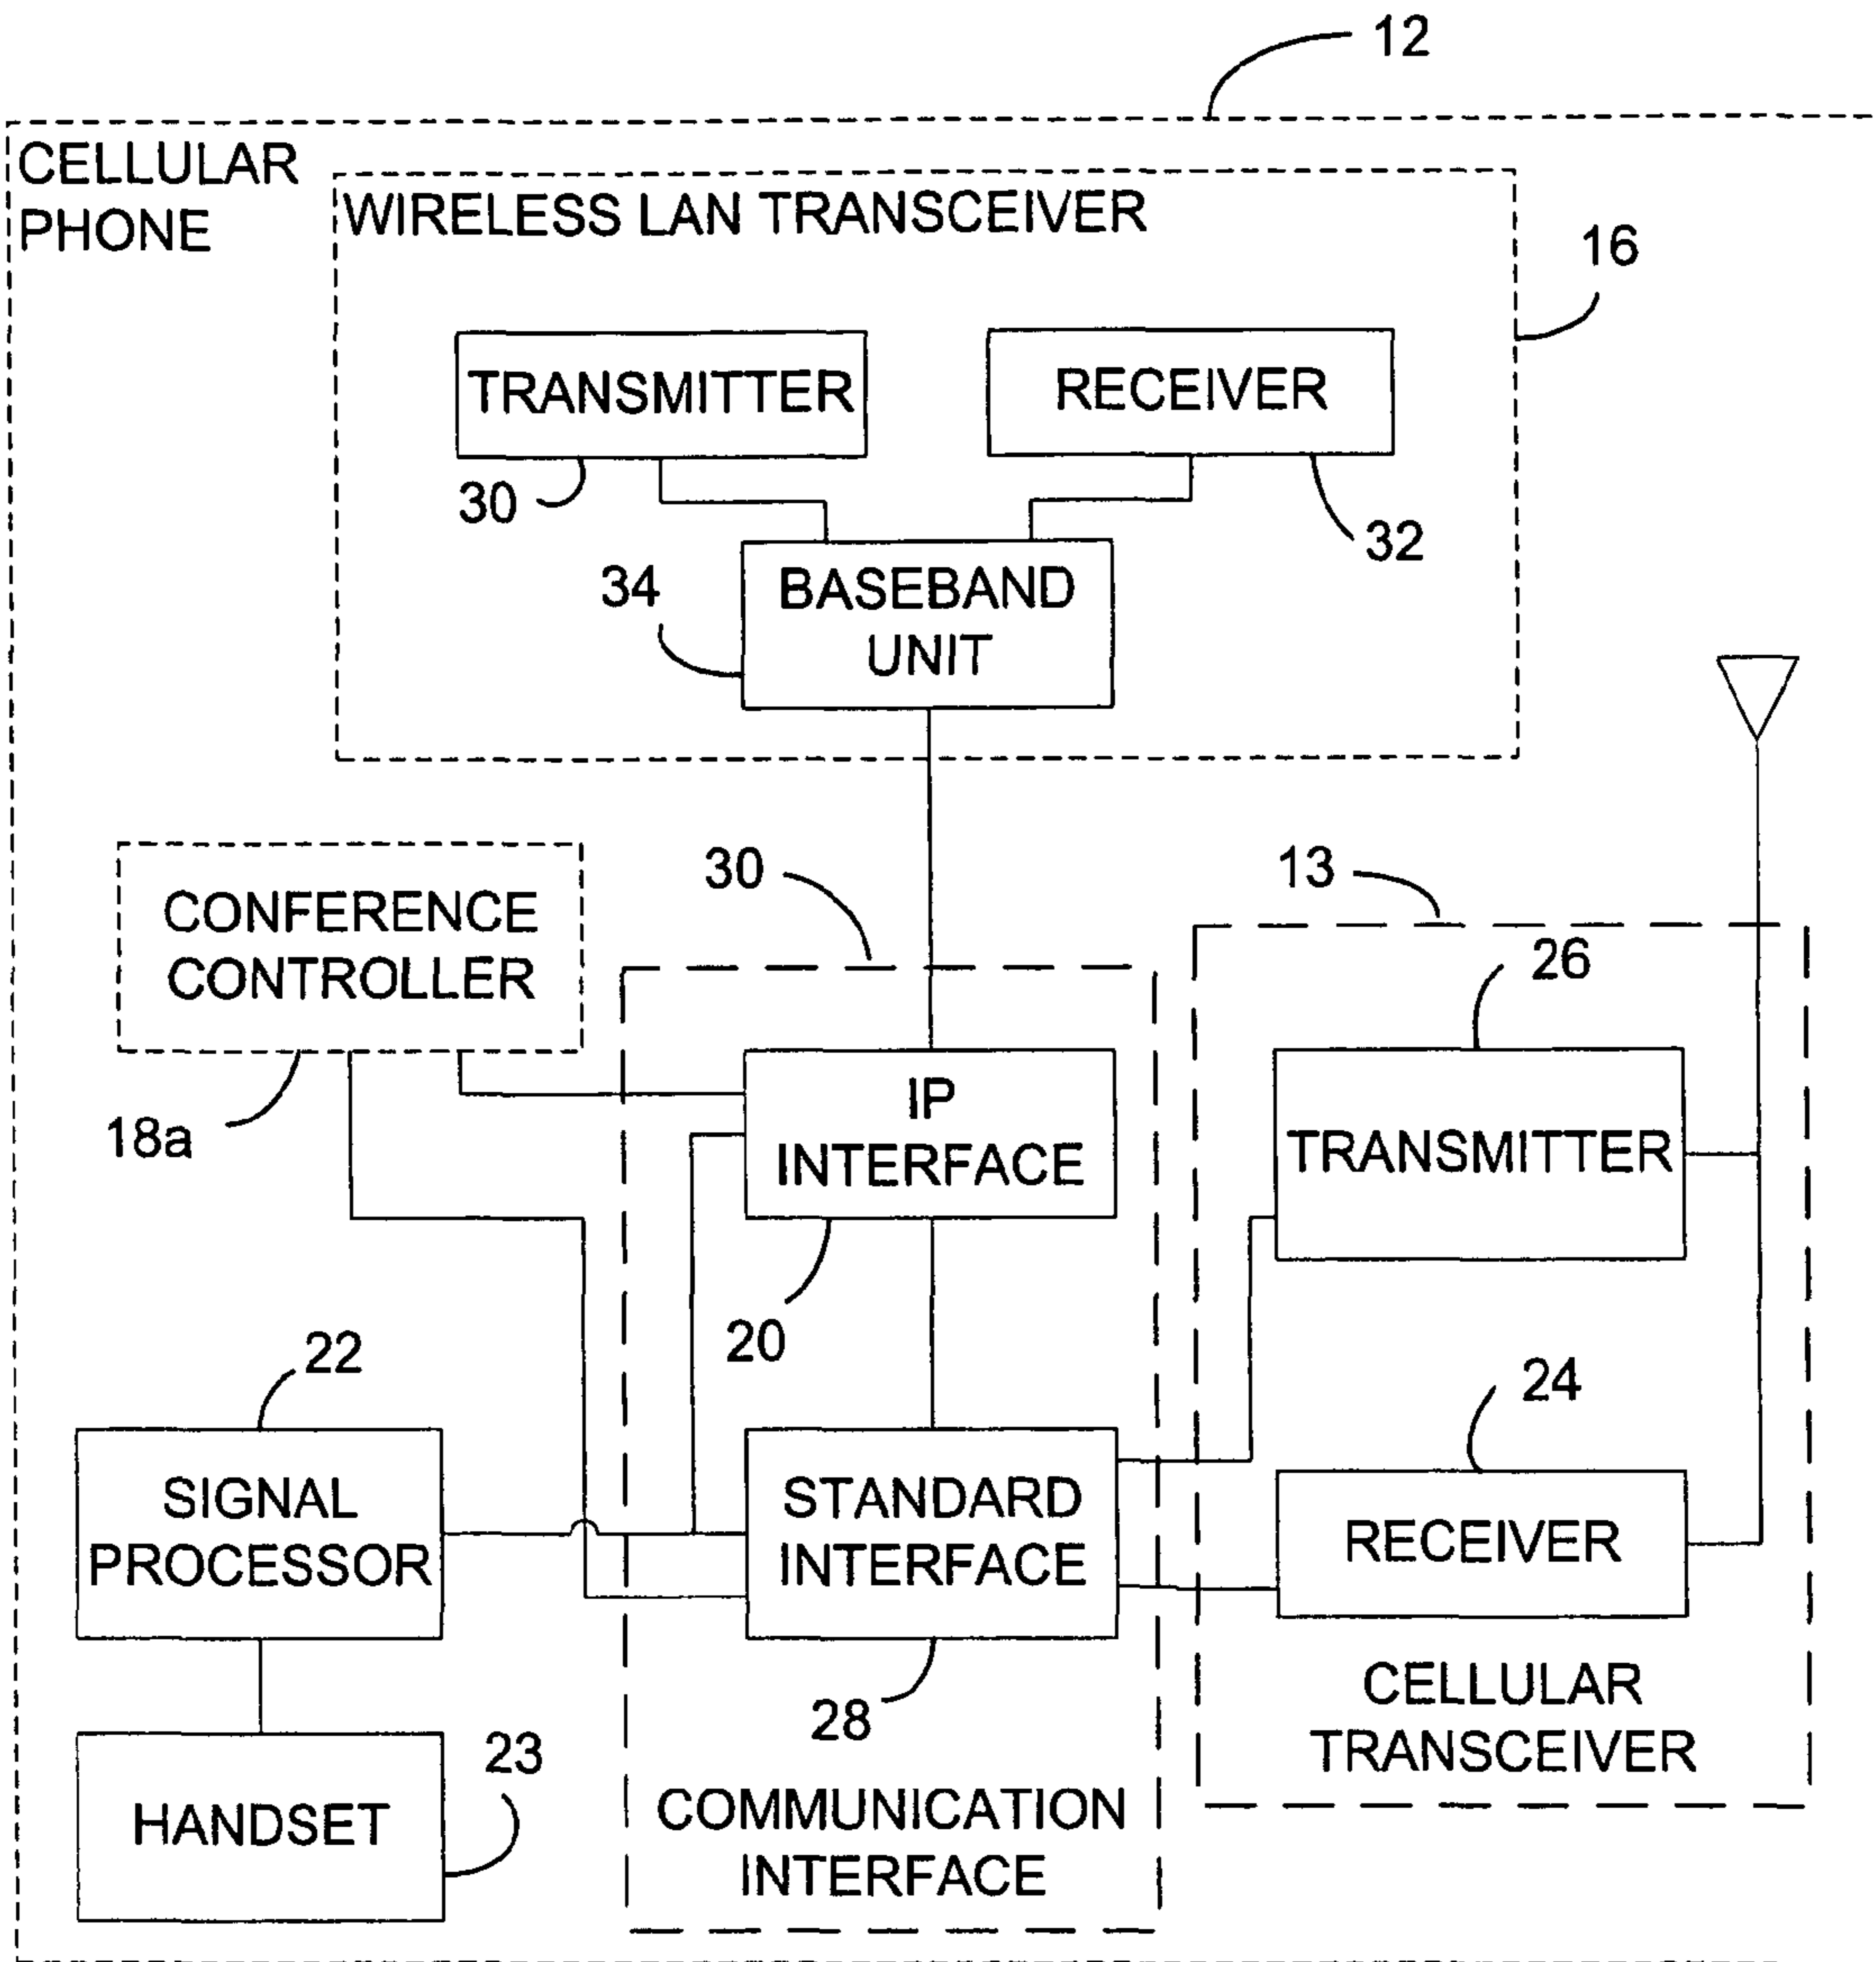 12
CELLULAR
PHONE
WIRELESS LAN TRANSCEIVER
16
TRANSMITTER
RECEIVER
30
32
34
BASEBAND
UNIT
30
13
CONFERENCE
CONTROLLER
26
18a
IP
INTERFACE
TRANSMITTER
20
22
24
SIGNAL
PROCESSOR
STANDARD
INTERFACE
RECEIVER
28
CELLULAR
TRANSCEIVER
23
HANDSET
COMMUNICATION
INTERFACE